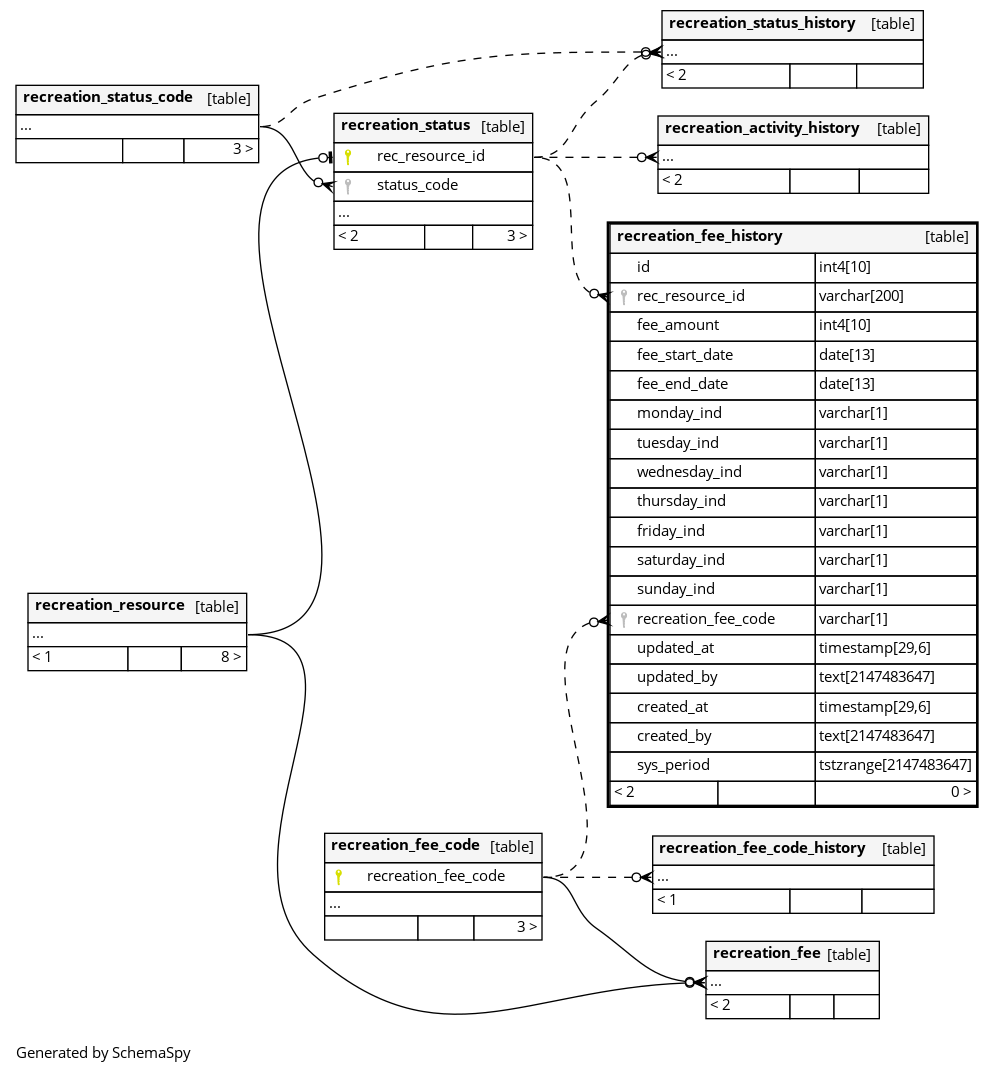 recreation_status_history [table]
...
< 2
recreation_status_code [table]
...
3 >
recreation_status [table]
rec_resource_id
status_code
...
< 2 3 >
recreation_activity_history [table]
...
< 2
recreation_fee_history [table]
id int4[10]
rec_resource_id varchar[200]
fee_amount int4[10]
fee_start_date date[13]
fee_end_date date[13]
monday_ind varchar[1]
tuesday_ind varchar[1]
wednesday_ind varchar[1]
thursday_ind varchar[1]
friday_ind varchar[1]
saturday_ind varchar[1]
sunday_ind varchar[1]
recreation_fee_code varchar[1]
updated_at timestamp[29,6]
updated_by text[2147483647]
created_at timestamp[29,6]
created_by text[2147483647]
sys_period tstzrange[2147483647]
< 2 0 >
recreation_resource [table]
...
< 1 8 >
recreation_fee_code [table]
recreation_fee_code
...
3 >
recreation_fee_code_history [table]
...
< 1
recreation_fee [table]
...
< 2
Generated by SchemaSpy